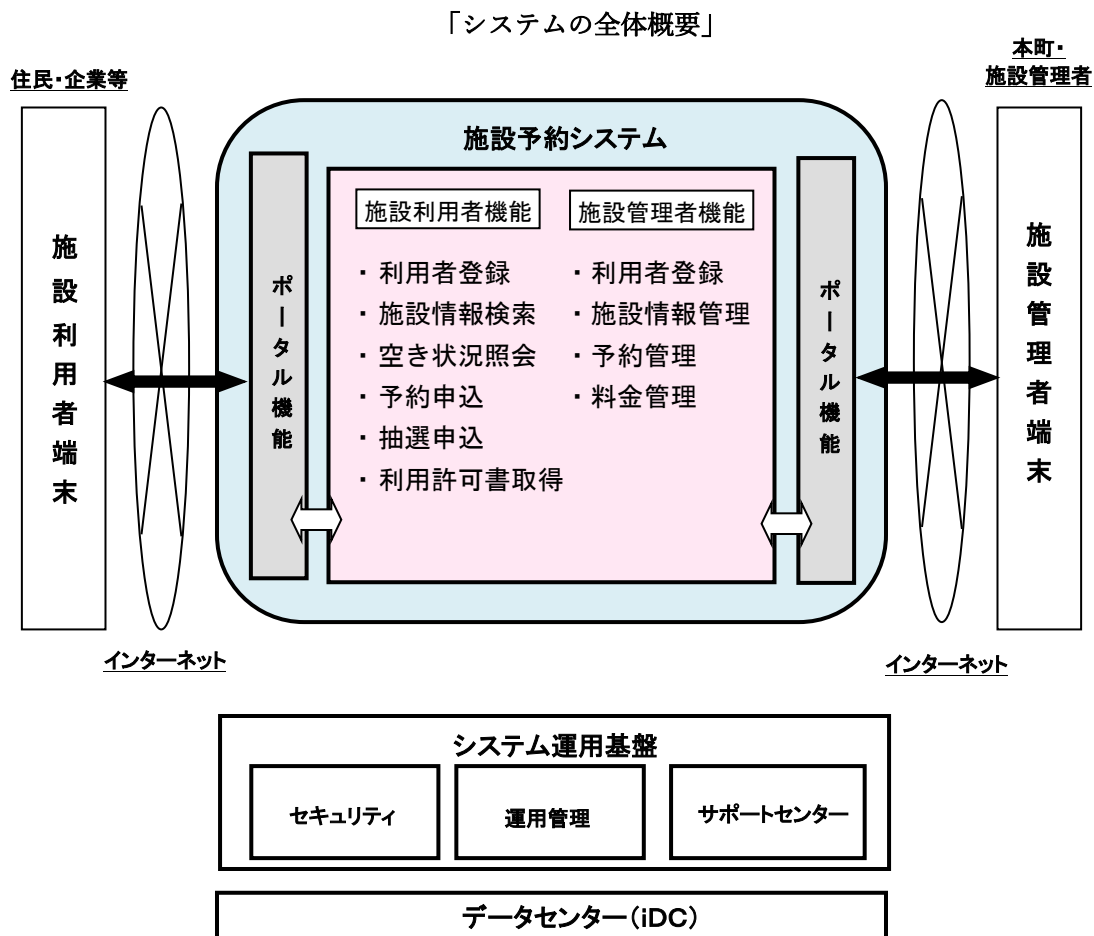 「システムの全体概要」
住民・企業等
本町・
施設管理者
施設利用者端末
インターネット
施設予約システム
ポータル機能
施設利用者機能
・ 利用者登録
・ 施設情報検索
・ 空き状況照会
・ 予約申込
・ 抽選申込
・ 利用許可書取得
施設管理者機能
・ 利用者登録
・ 施設情報管理
・ 予約管理
・ 料金管理
ポータル機能
インターネット
施設管理者端末
システム運用基盤
セキュリティ
運用管理
サポートセンター
データセンター（iDC）